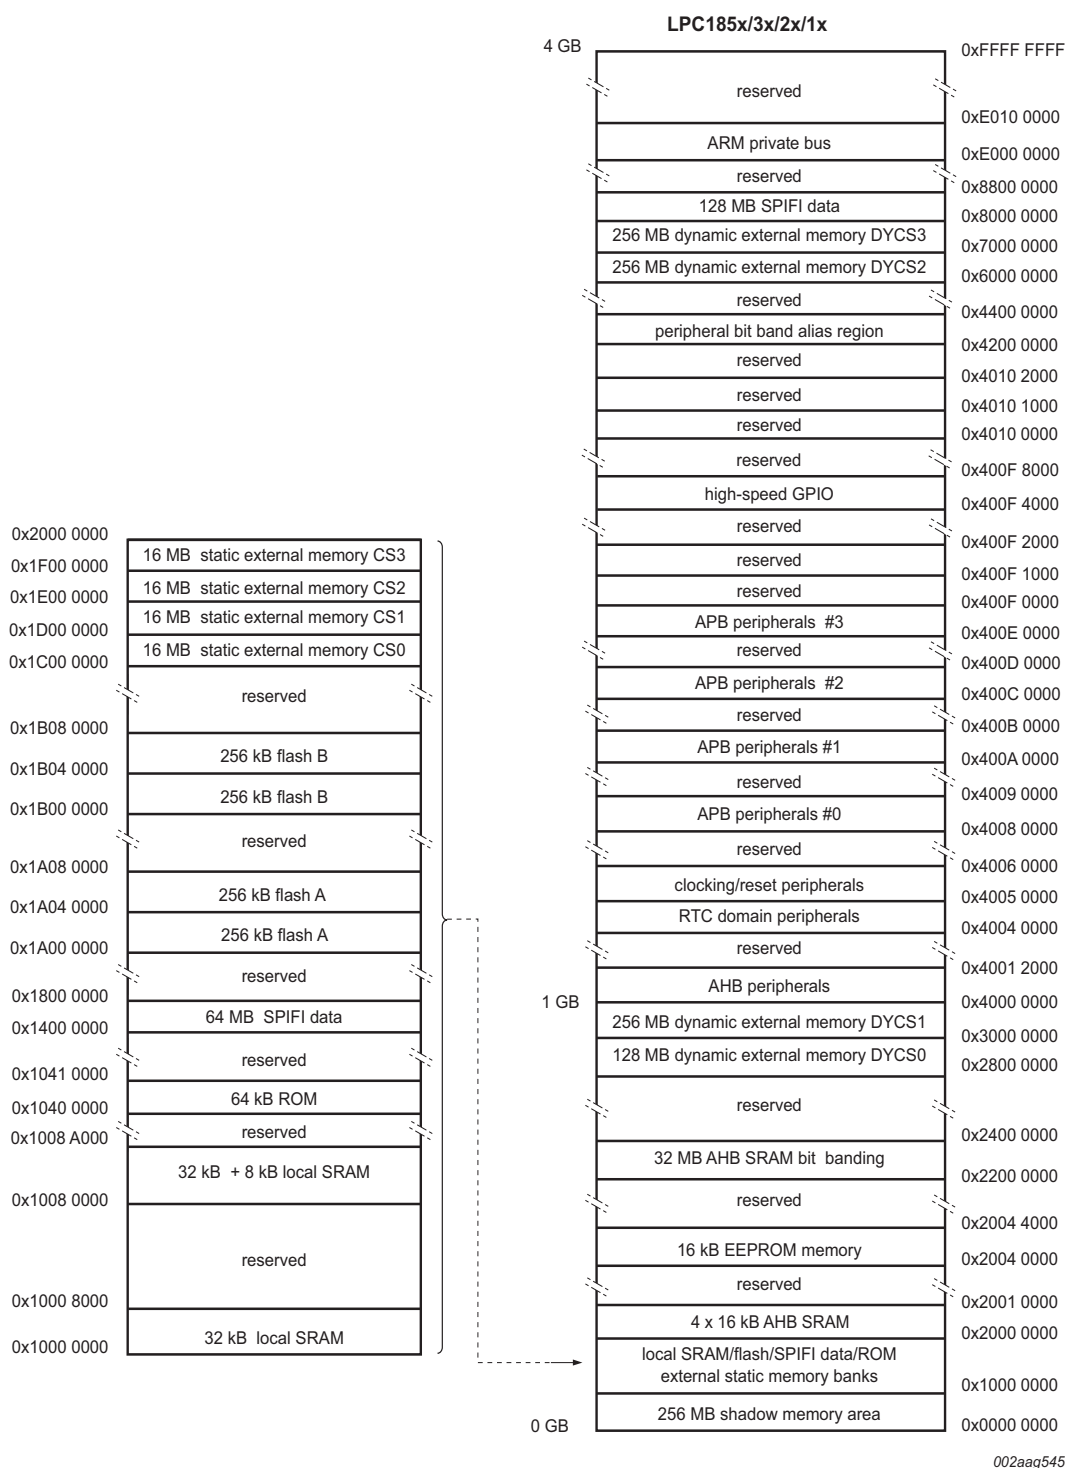 LPC185x/3x/2x/1x
4 GB
0xFFFF FFFF
reserved
0xE010 0000
ARM private bus
0xE000 0000
reserved
0x8800 0000
128 MB SPIFI data
0x8000 0000
256 MB dynamic external memory DYCS3
0x7000 0000
256 MB dynamic external memory DYCS2
0x6000 0000
reserved
0x4400 0000
peripheral bit band alias region
0x4200 0000
reserved
0x4010 2000
reserved
0x4010 1000
reserved
0x4010 0000
reserved
0x400F 8000
high-speed GPIO
0x400F 4000
reserved
0x400F 2000
reserved
0x400F 1000
reserved
0x400F 0000
APB peripherals #3
0x400E 0000
reserved
0x400D 0000
APB peripherals #2
0x400C 0000
reserved
0x400B 0000
APB peripherals #1
0x400A 0000
reserved
0x4009 0000
APB peripherals #0
0x4008 0000
reserved
0x4006 0000
clocking/reset peripherals
0x4005 0000
RTC domain peripherals
0x4004 0000
reserved
0x4001 2000
AHB peripherals
1 GB
0x4000 0000
256 MB dynamic external memory DYCS1
0x3000 0000
128 MB dynamic external memory DYCS0
0x2800 0000
reserved
0x2400 0000
32 MB AHB SRAM bit banding
0x2200 0000
reserved
0x2004 4000
16 kB EEPROM memory
0x2004 0000
reserved
0x2001 0000
4 x 16 kB AHB SRAM
0x2000 0000
local SRAM/flash/SPIFI data/ROM
external static memory banks
0x1000 0000
256 MB shadow memory area
0 GB
0x0000 0000
0x2000 0000
16 MB static external memory CS3
0x1F00 0000
16 MB static external memory CS2
0x1E00 0000
16 MB static external memory CS1
0x1D00 0000
16 MB static external memory CS0
0x1C00 0000
reserved
0x1B08 0000
256 kB flash B
0x1B04 0000
256 kB flash B
0x1B00 0000
reserved
0x1A08 0000
256 kB flash A
0x1A04 0000
256 kB flash A
0x1A00 0000
reserved
0x1800 0000
64 MB SPIFI data
0x1400 0000
reserved
0x1041 0000
64 kB ROM
0x1040 0000
reserved
0x1008 A000
32 kB + 8 kB local SRAM
0x1008 0000
reserved
0x1000 8000
32 kB local SRAM
0x1000 0000
002aag545